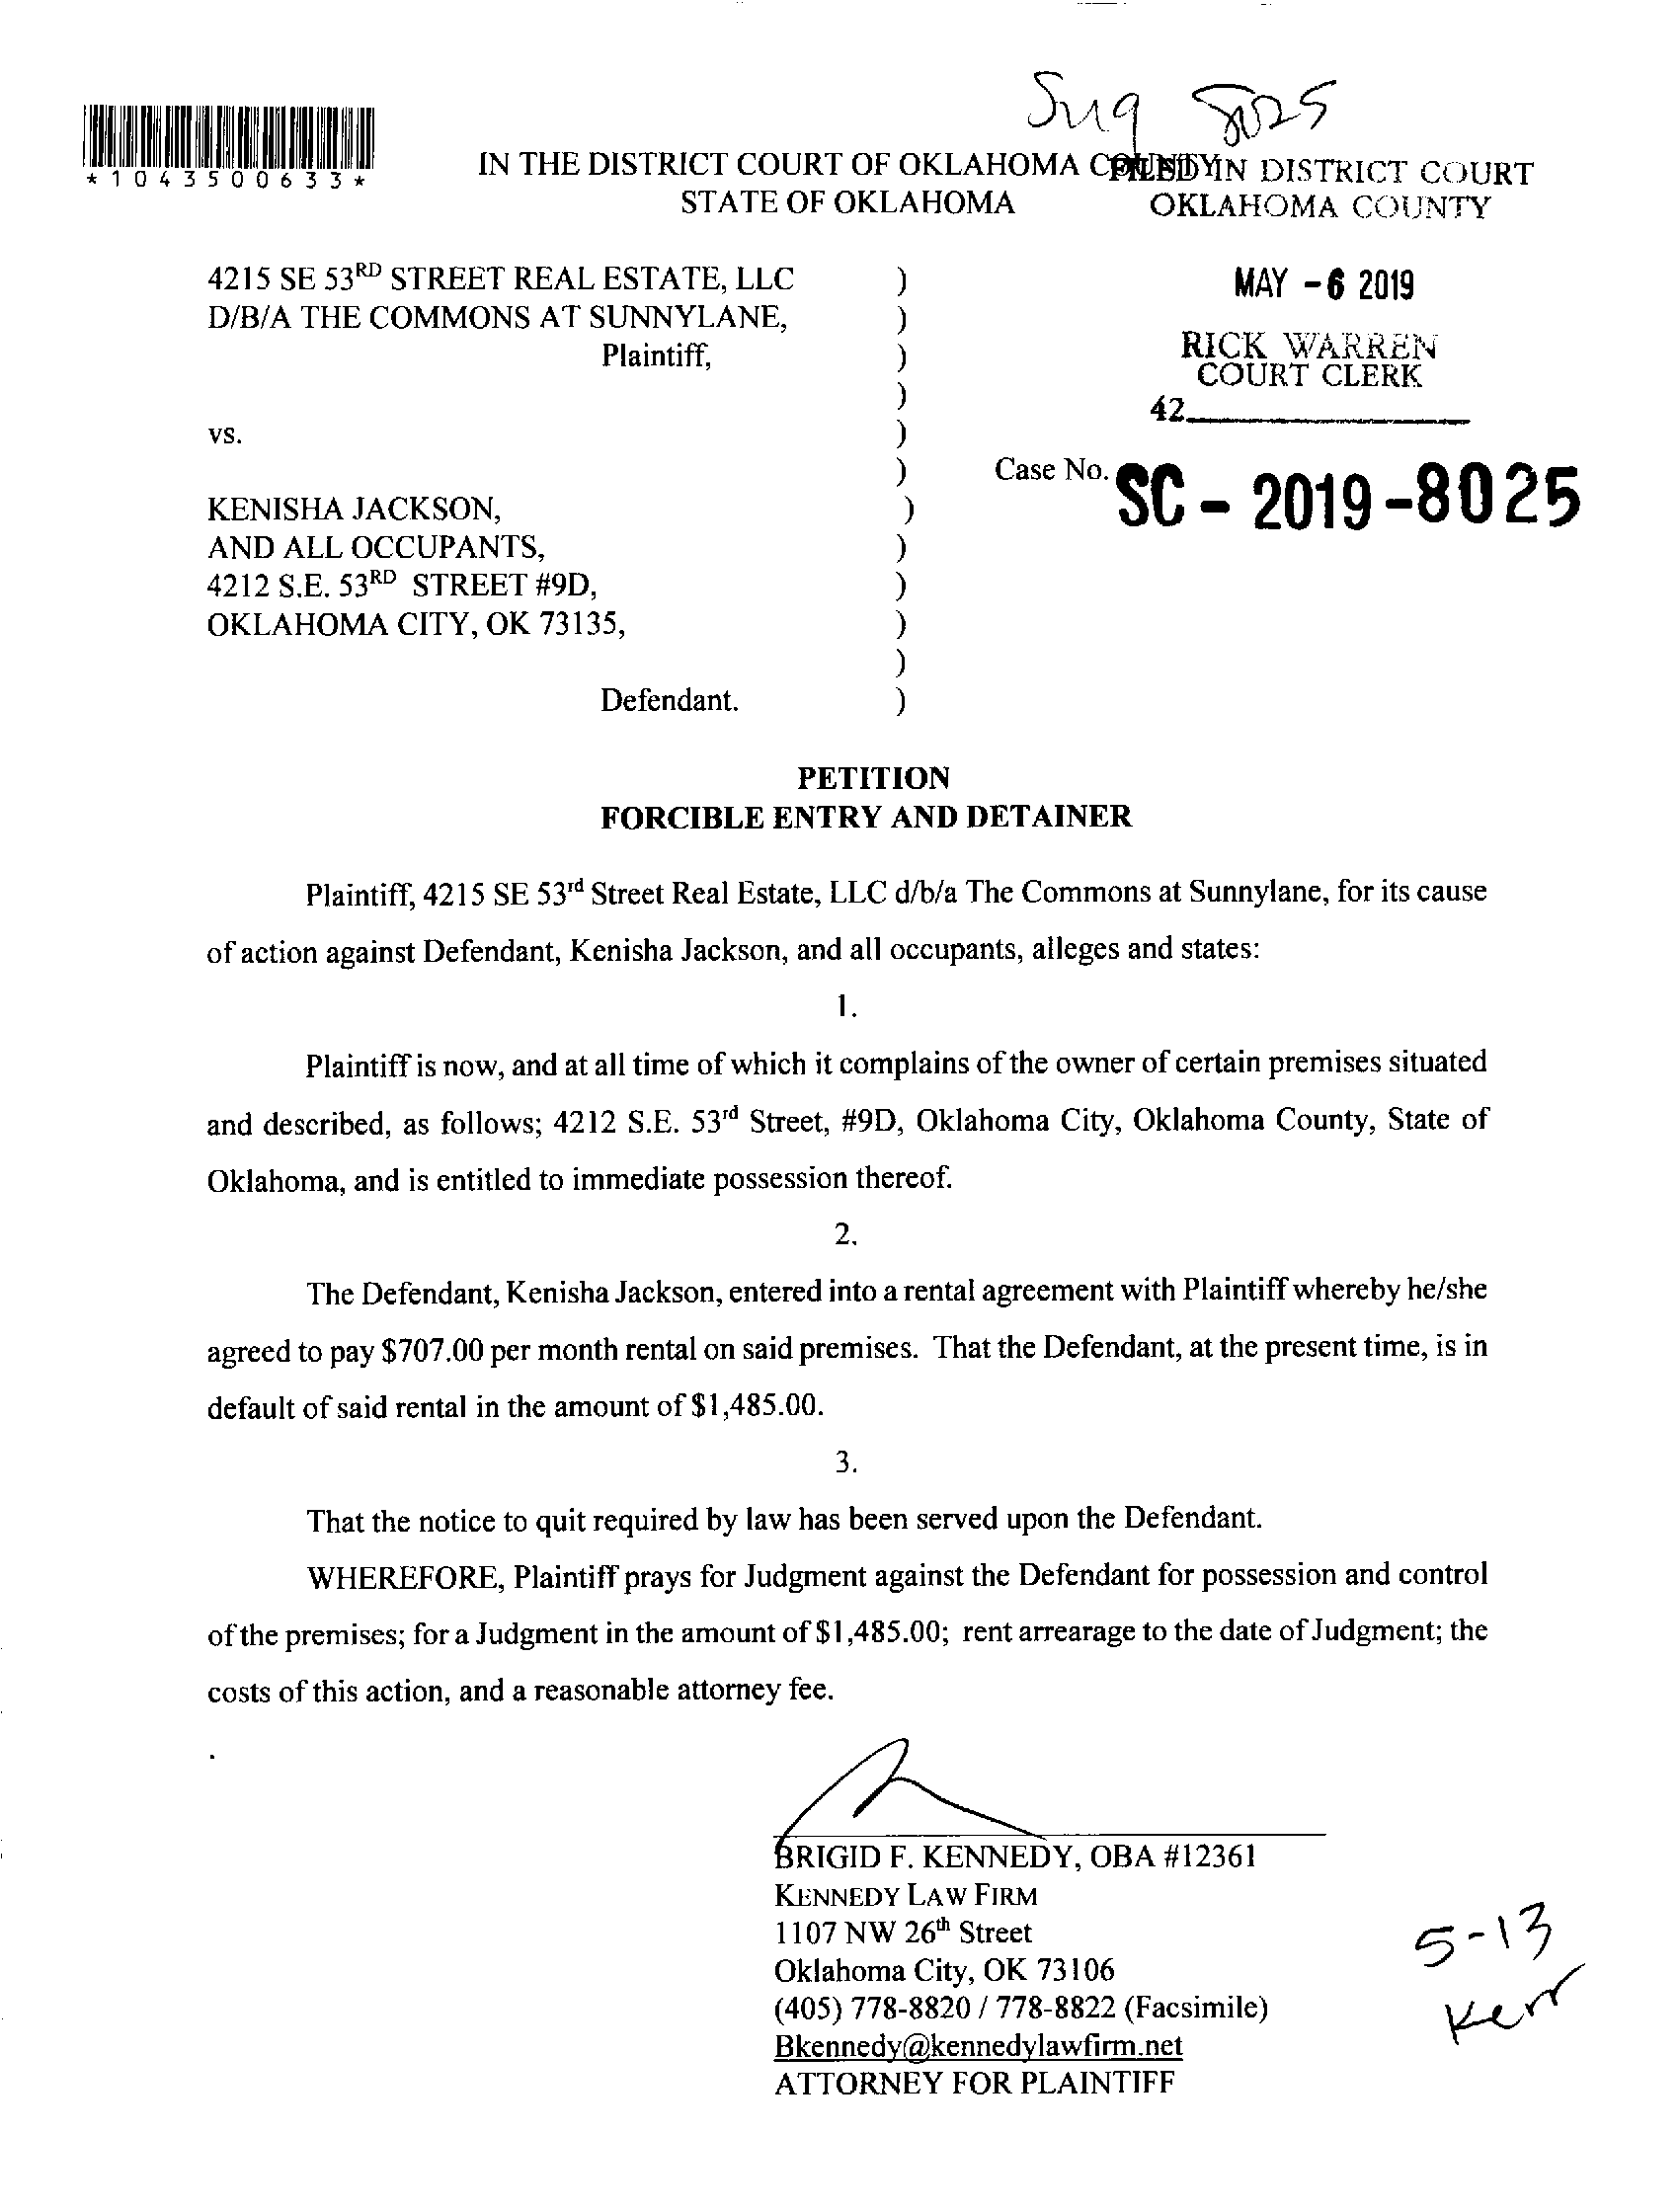 Sug 8025
*1043500633*
IN THE DISTRICT COURT OF OKLAHOMA COUNTY
STATE OF OKLAHOMA
FILED IN DISTRICT COURT
OKLAHOMA COUNTY
MAY -6 2019
RICK WARREN
COURT CLERK
42
4215 SE 53RD STREET REAL ESTATE, LLC )
D/B/A THE COMMONS AT SUNNYLANE, )
Plaintiff, )
)
vs. )
) Case No. SC-2019-8025
KENISHA JACKSON, )
AND ALL OCCUPANTS, )
4212 S.E. 53RD STREET #9D, )
OKLAHOMA CITY, OK 73135, )
)
Defendant. )
PETITION
FORCIBLE ENTRY AND DETAINER
Plaintiff, 4215 SE 53rd Street Real Estate, LLC d/b/a The Commons at Sunnylane, for its cause
of action against Defendant, Kenisha Jackson, and all occupants, alleges and states:
1.
Plaintiff is now, and at all time of which it complains of the owner of certain premises situated
and described, as follows; 4212 S.E. 53rd Street, #9D, Oklahoma City, Oklahoma County, State of
Oklahoma, and is entitled to immediate possession thereof.
2.
The Defendant, Kenisha Jackson, entered into a rental agreement with Plaintiff whereby he/she
agreed to pay $707.00 per month rental on said premises. That the Defendant, at the present time, is in
default of said rental in the amount of $1,485.00.
3.
That the notice to quit required by law has been served upon the Defendant.
WHEREFORE, Plaintiff prays for Judgment against the Defendant for possession and control
of the premises; for a Judgment in the amount of $1,485.00; rent arrearage to the date of Judgment; the
costs of this action, and a reasonable attorney fee.
BRIGID F. KENNEDY, OBA #12361
KENNEDY LAW FIRM
1107 NW 26th Street
Oklahoma City, OK 73106
(405) 778-8820 / 778-8822 (Facsimile)
Bkennedy@kennedylawfirm.net
ATTORNEY FOR PLAINTIFF
5-13
Kerr